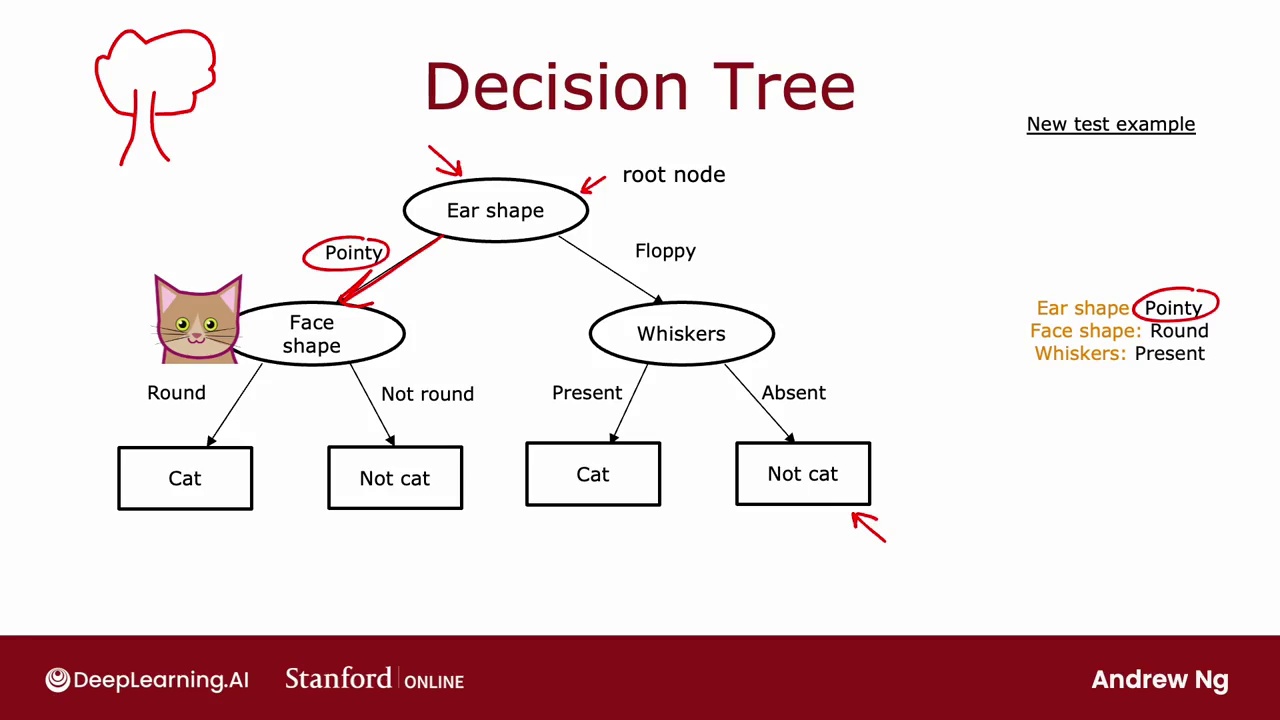 Decision Tree
New test example
root node
Ear shape
Pointy
Floppy
Face
shape
Whiskers
Ear shape Pointy
Face shape: Round
Whiskers: Present
Round
Not round
Present
Absent
Cat
Not cat
Cat
Not cat
DeepLearning.AI
Stanford | ONLINE
Andrew Ng